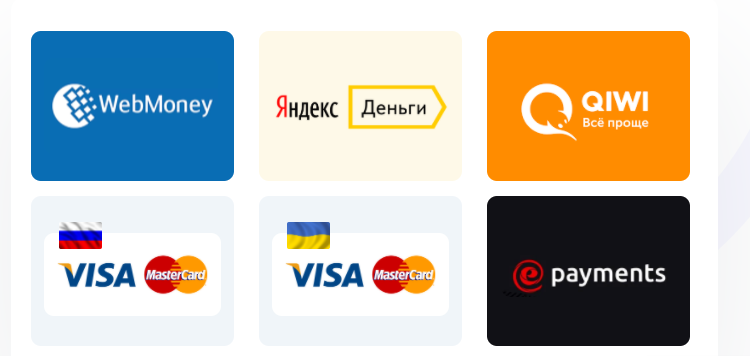 WebMoney
Яндекс Деньги
QIWI
Всё проще
VISA MasterCard
VISA MasterCard
e payments